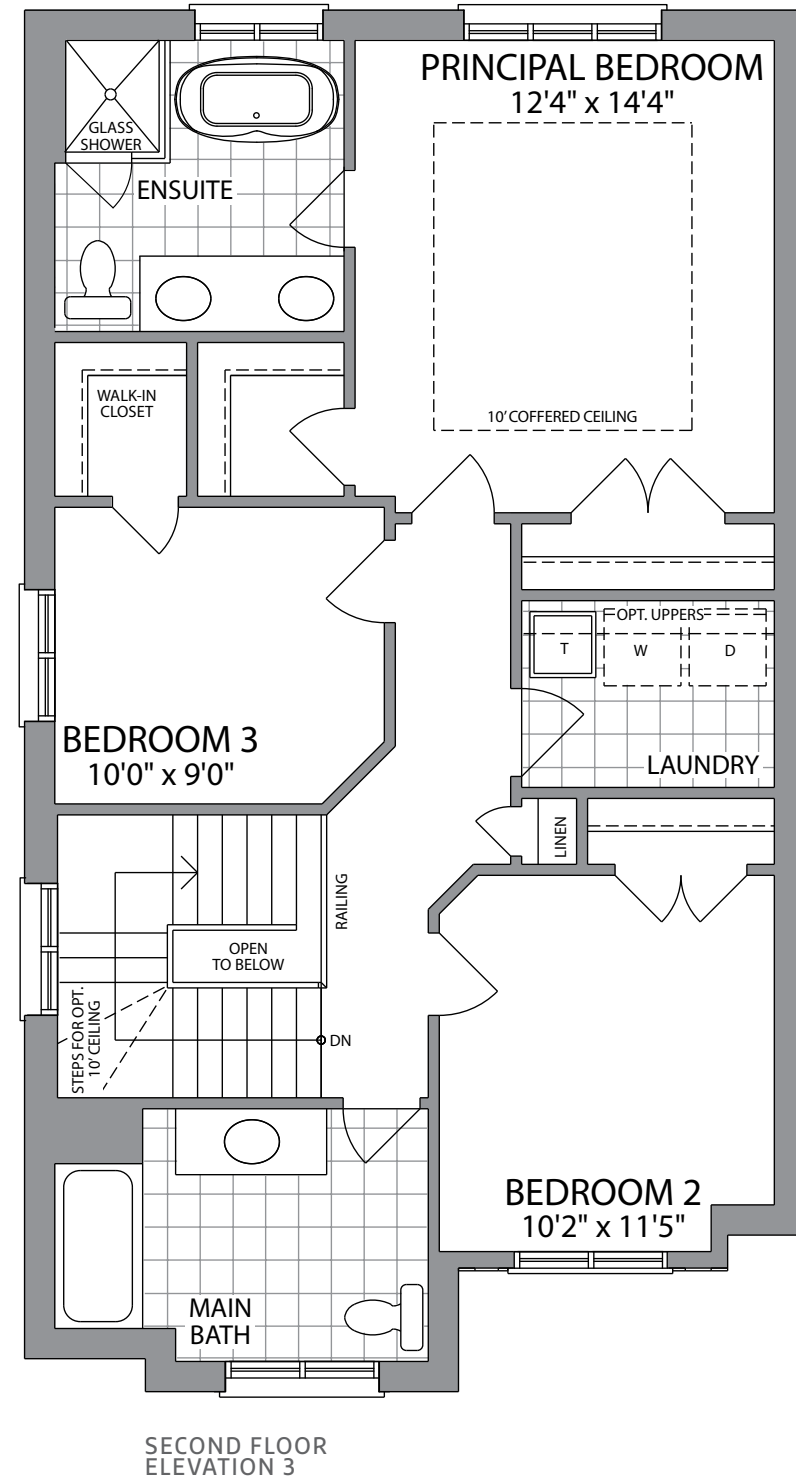 PRINCIPAL BEDROOM
12'4" x 14'4"
GLASS
SHOWER
ENSUITE
WALK-IN
CLOSET
10' COFFERED CEILING
OPT. UPPERS
T
W
D
LAUNDRY
BEDROOM 3
10'0" x 9'0"
LINEN
RAILING
OPEN
TO BELOW
STEPS FOR OPT.
10' CEILING
DN
BEDROOM 2
10'2" x 11'5"
MAIN
BATH
SECOND FLOOR
ELEVATION 3